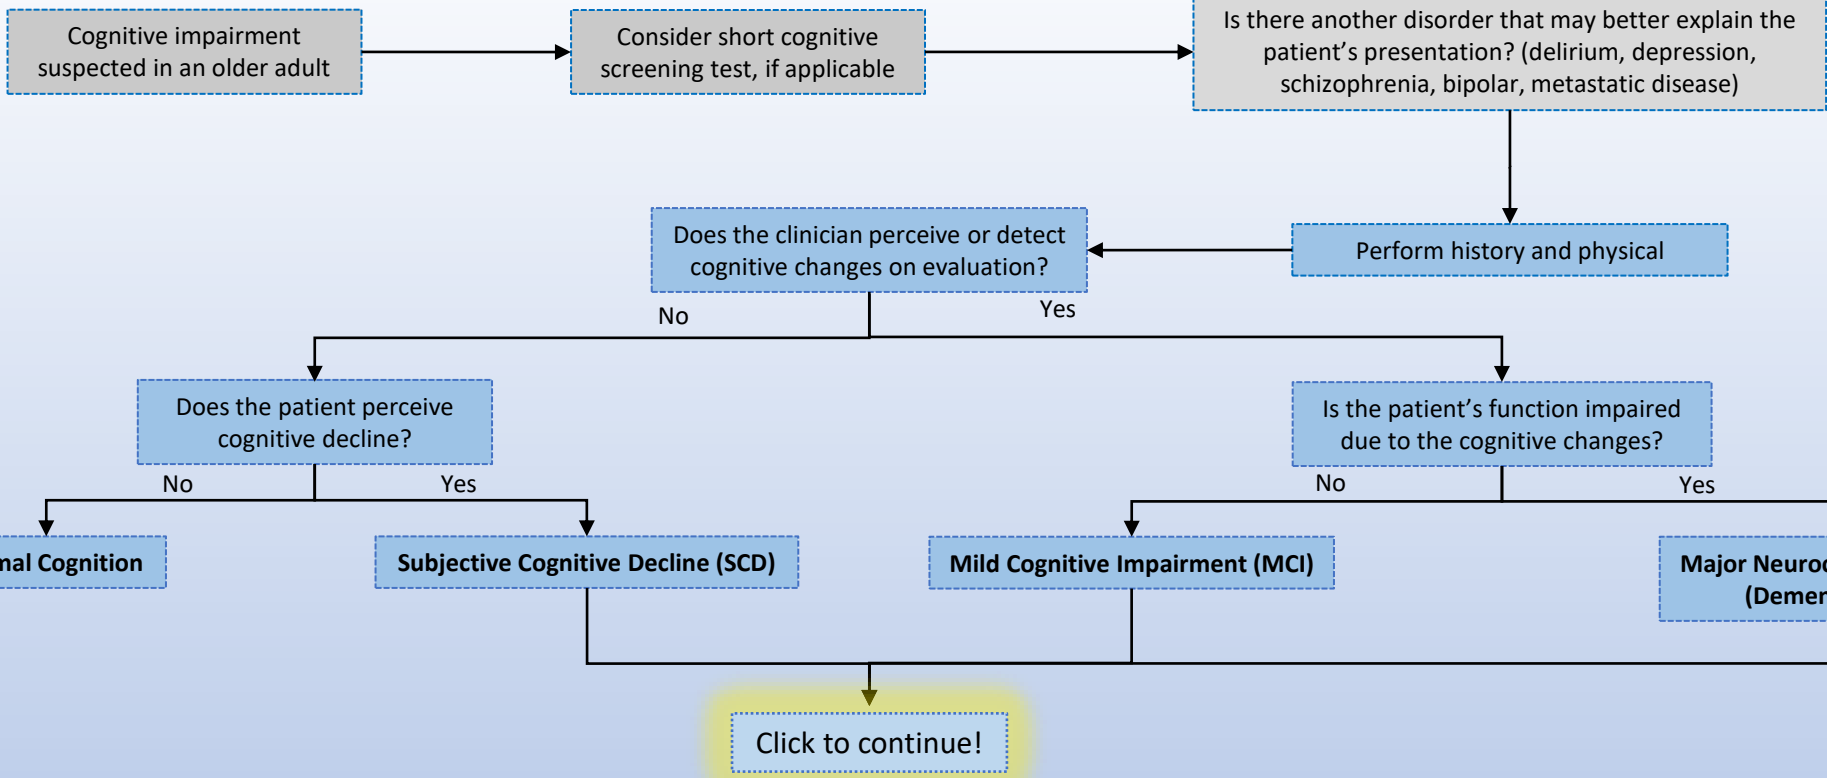 Cognitive impairment
suspected in an older adult
Consider short cognitive
screening test, if applicable
Is there another disorder that may better explain the
patient’s presentation? (delirium, depression,
schizophrenia, bipolar, metastatic disease)
Does the clinician perceive or detect
cognitive changes on evaluation?
Perform history and physical
No
Yes
Does the patient perceive
cognitive decline?
Is the patient’s function impaired
due to the cognitive changes?
No
Yes
No
Yes
Cognition
Subjective Cognitive Decline (SCD)
Mild Cognitive Impairment (MCI)
Major
Click to continue!